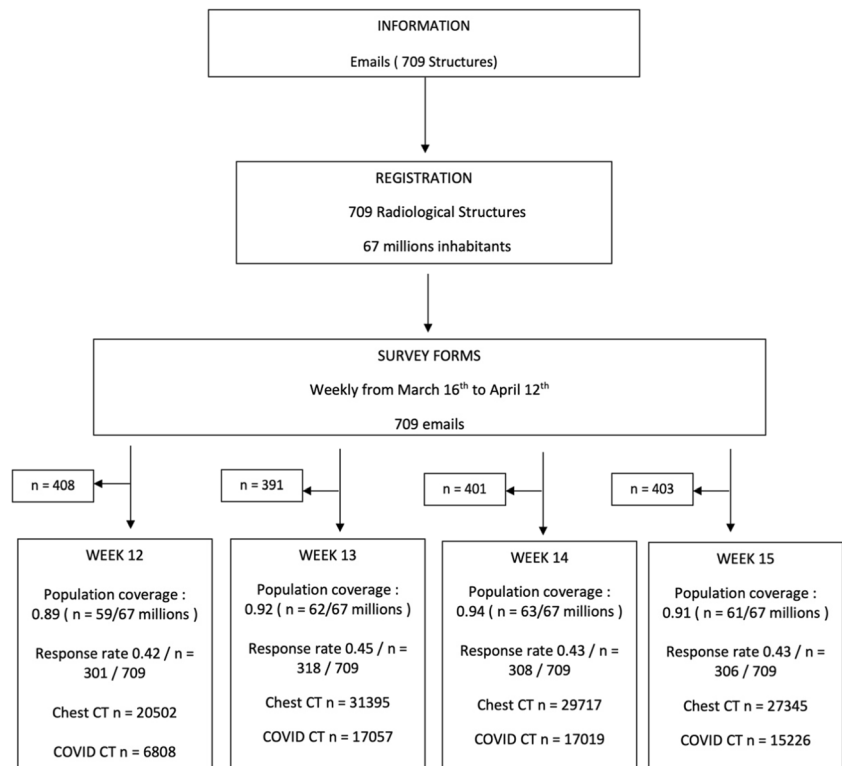 INFORMATION
Emails ( 709 Structures)
REGISTRATION
709 Radiological Structures
67 millions inhabitants
SURVEY FORMS
Weekly from March 16th to April 12th
709 emails
n = 408
n = 391
n = 401
n = 403
WEEK 12
Population coverage :
0.89 ( n = 59/67 millions )
Response rate 0.42 / n =
301 / 709
Chest CT n = 20502
COVID CT n = 6808
WEEK 13
Population coverage :
0.92 ( n = 62/67 millions )
Response rate 0.45 / n =
318 / 709
Chest CT n = 31395
COVID CT n = 17057
WEEK 14
Population coverage :
0.94 ( n = 63/67 millions )
Response rate 0.43 / n =
308 / 709
Chest CT n = 29717
COVID CT n = 17019
WEEK 15
Population coverage :
0.91 ( n = 61/67 millions )
Response rate 0.43 / n =
306 / 709
Chest CT n = 27345
COVID CT n = 15226